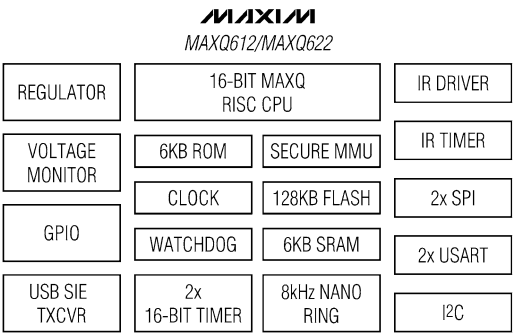 MAXIM
MAXQ612/MAXQ622
REGULATOR
VOLTAGE
MONITOR
GPIO
USB SIE
TXCVR
16-BIT MAXQ
RISC CPU
6KB ROM
SECURE MMU
CLOCK
128KB FLASH
WATCHDOG
6KB SRAM
2x
16-BIT TIMER
8kHz NANO
RING
IR DRIVER
IR TIMER
2x SPI
2x USART
I²C